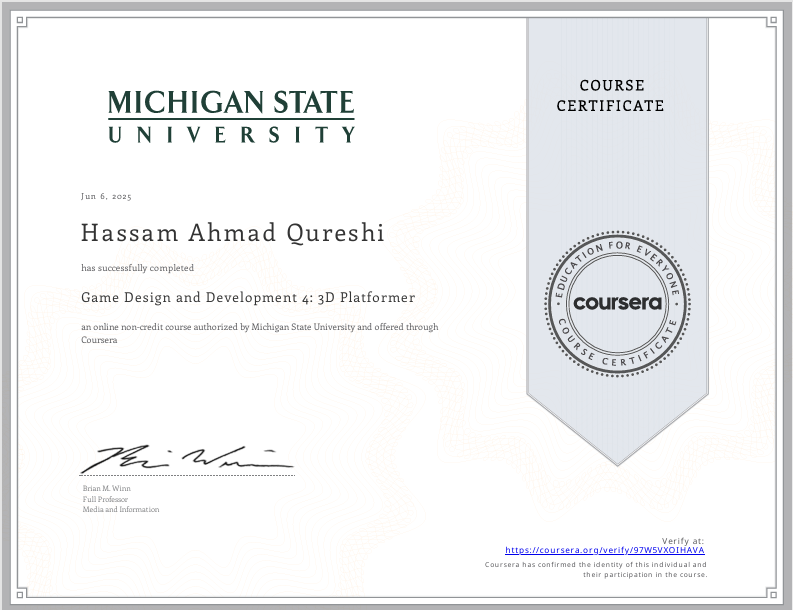 MICHIGAN STATE
UNIVERSITY
COURSE
CERTIFICATE
Jun 6, 2025
Hassam Ahmad Qureshi
has successfully completed
Game Design and Development 4: 3D Platformer
an online non-credit course authorized by Michigan State University and offered through
Coursera
EDUCATION FOR EVERYONE
coursera
COURSE CERTIFICATE
Brian M. Winn
Full Professor
Media and Information
Verify at:
https://coursera.org/verify/97W5VXOIHAVA
Coursera has confirmed the identity of this individual and
their participation in the course.